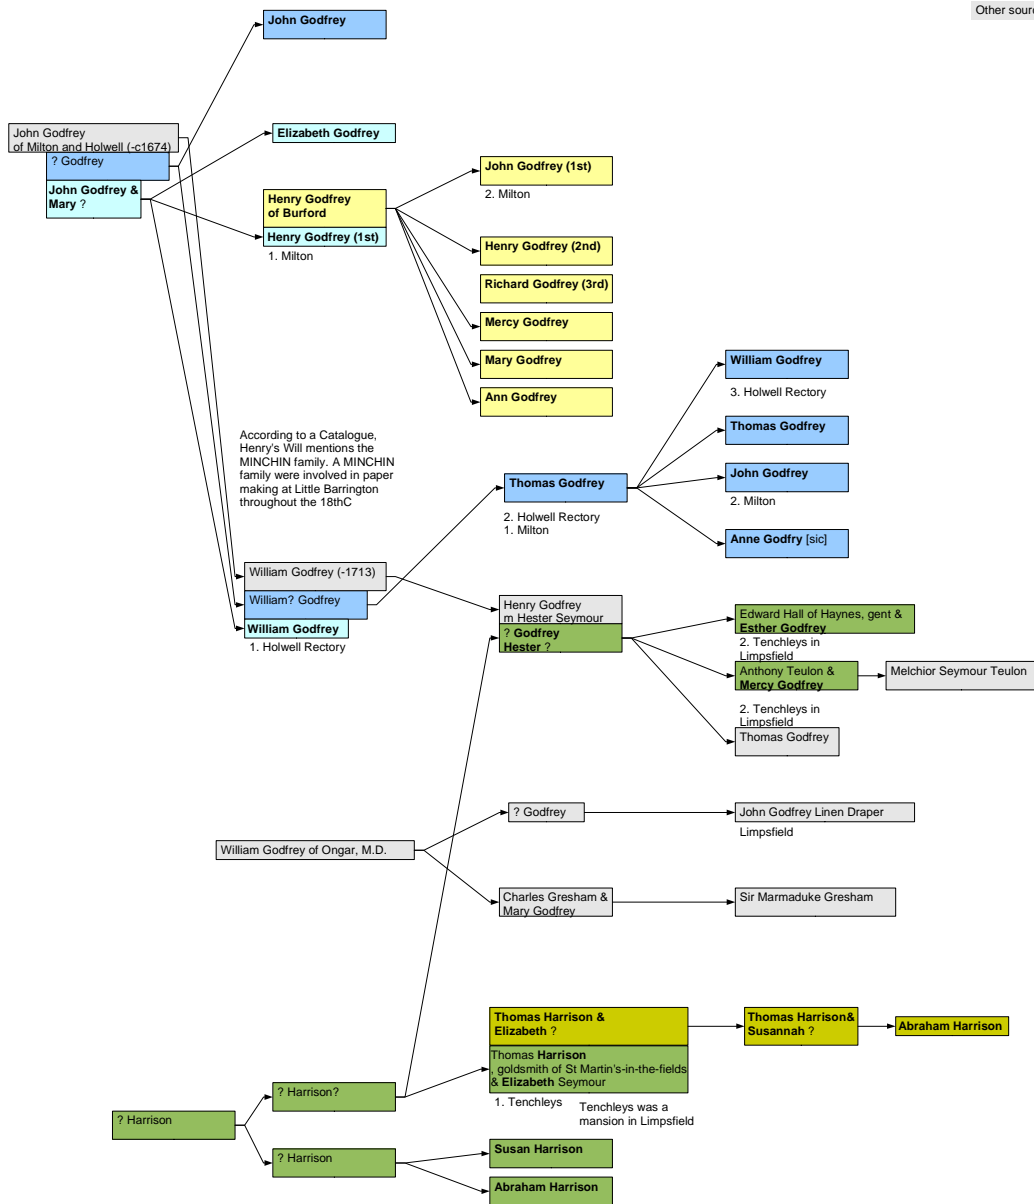 Other sourc
John Godfrey
John Godfrey
of Milton and Holwell (-c1674)
? Godfrey
John Godfrey &
Mary ?
Elizabeth Godfrey
Henry Godfrey
of Burford
Henry Godfrey (1st)
1. Milton
John Godfrey (1st)
2. Milton
Henry Godfrey (2nd)
Richard Godfrey (3rd)
Mercy Godfrey
Mary Godfrey
Ann Godfrey
According to a Catalogue,
Henry's Will mentions the
MINCHIN family. A MINCHIN
family were involved in paper
making at Little Barrington
throughout the 18thC
Thomas Godfrey
2. Holwell Rectory
1. Milton
William Godfrey
3. Holwell Rectory
Thomas Godfrey
John Godfrey
2. Milton
Anne Godfry [sic]
William Godfrey (-1713)
William? Godfrey
William Godfrey
1. Holwell Rectory
Henry Godfrey
m Hester Seymour
? Godfrey
Hester ?
Edward Hall of Haynes, gent &
Esther Godfrey
2. Tenchleys in
Limpsfield
Anthony Teulon &
Mercy Godfrey
Melchior Seymour Teulon
2. Tenchleys in
Limpsfield
Thomas Godfrey
William Godfrey of Ongar, M.D.
? Godfrey
John Godfrey Linen Draper
Limpsfield
Charles Gresham &
Mary Godfrey
Sir Marmaduke Gresham
Thomas Harrison &
Elizabeth ?
Thomas Harrison&
Susannah ?
Abraham Harrison
Thomas Harrison
, goldsmith of St Martin's-in-the-fields
& Elizabeth Seymour
1. Tenchleys
Tenchleys was a
mansion in Limpsfield
? Harrison?
? Harrison
? Harrison
Susan Harrison
Abraham Harrison